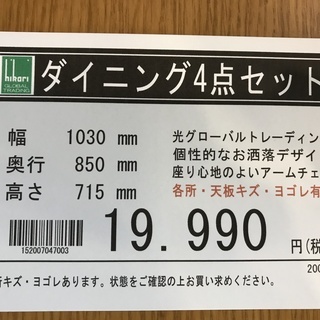 hikari
GLOBAL
TRADING
ダイニング4点セット
幅 1030 mm
奥行 850 mm
高さ 715 mm
光グローバルトレーディン
個性的なお洒落デザイ
座り心地のよいアームチェ
各所・天板キズ・ヨゴレ有
152007047003
19.990 円(税
200
所キズ・ヨゴレあります。状態をご確認の上お買い求めください。